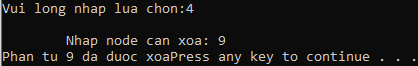 Vui long nhap lua chon:4
Nhap node can xoa: 9
Phan tu 9 da duoc xoaPress any key to continue . . .